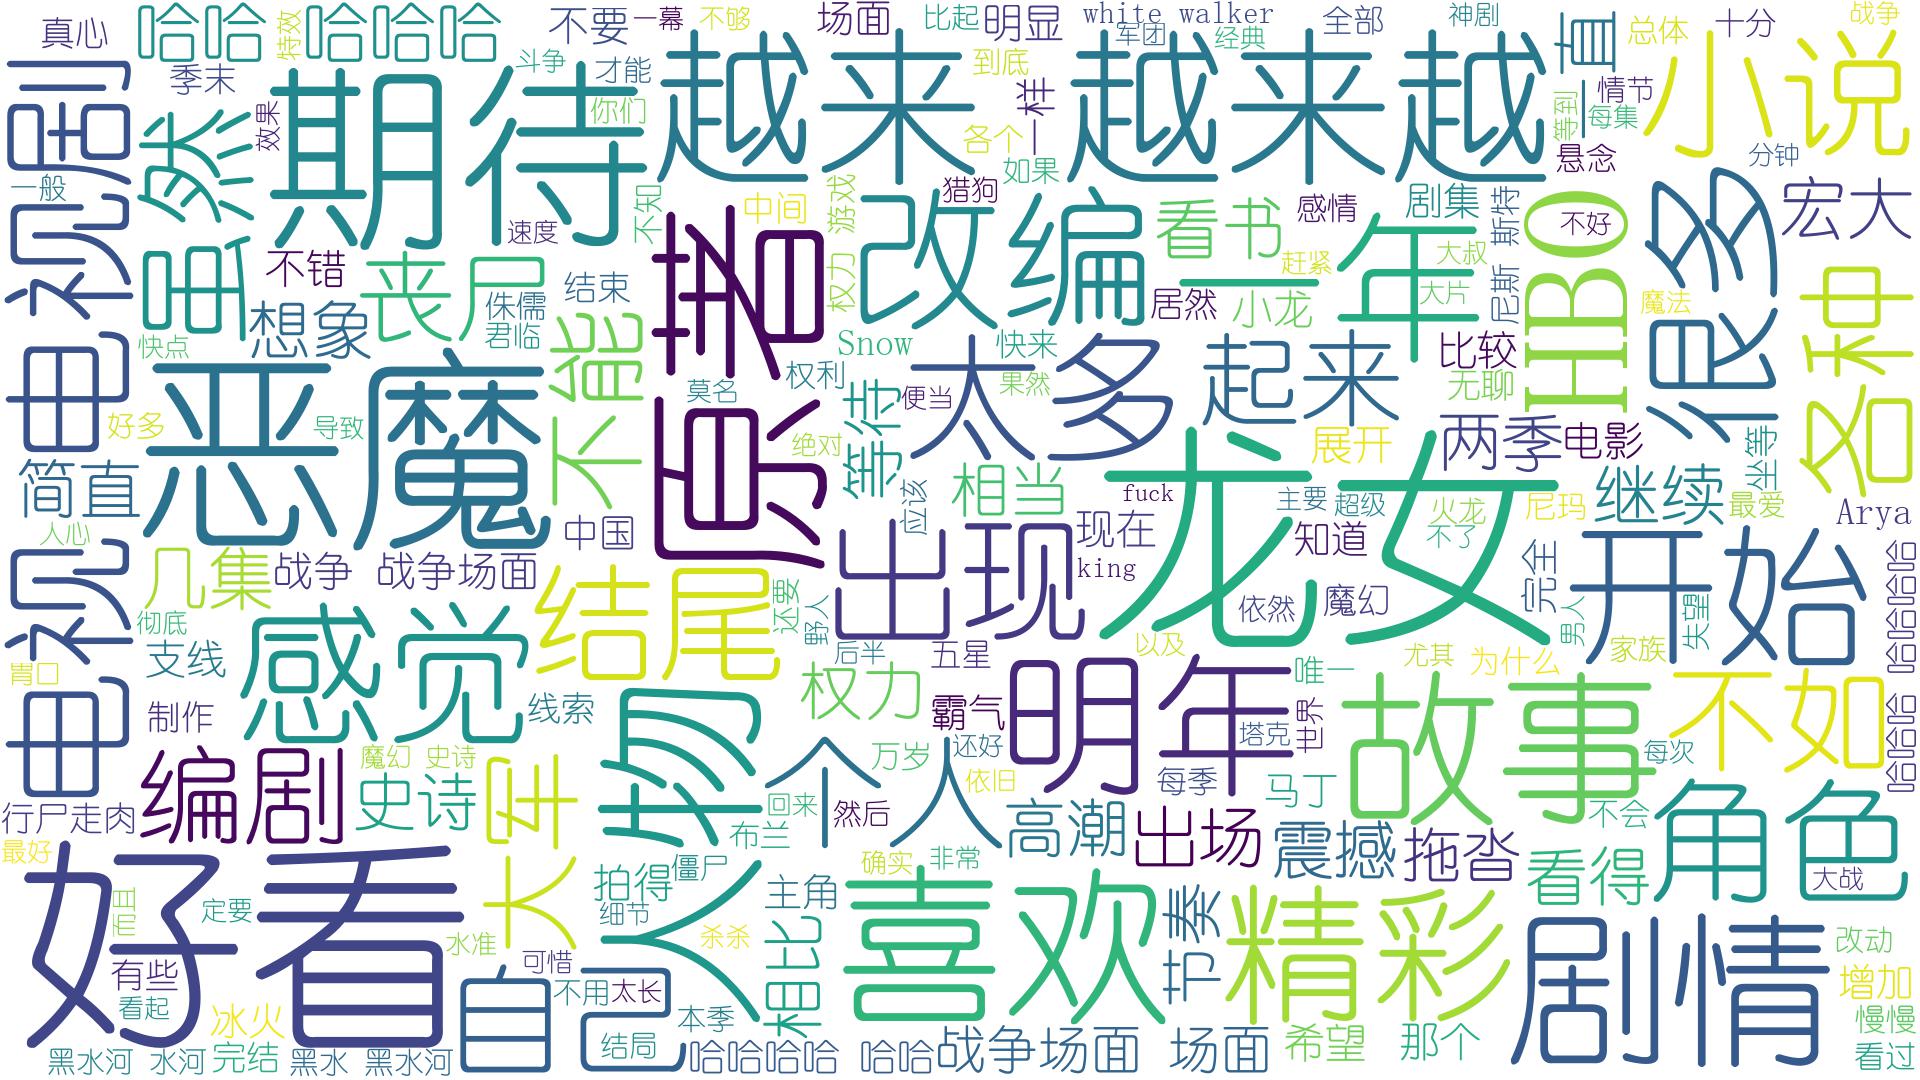 真心
哈哈 哈哈哈
特效
不要
一幕
不够
场面
比起
明显
white walker
全部
神剧
一直
总体
十分
战争
电视 电视剧
季末
虽然
效果
期待
斗争
才能
你们
越来
越来越
军团
经典
到底
一样
各个
如果
等到
情节
每集
悬念
小说
分钟
一般
不知
速度
中间
权力 游戏
猎狗
改编
看书
感情
剧集
尼斯 斯特
HBO
不好
很多
宏大
不错
丧尸
侏儒
君临
结束
原著
居然
一年
小龙
赶紧
大叔
大片
魔法
各种
快点
想象
恶魔
不能
Snow
快来
太多
起来
比较
无聊
莫名
权利
等待
便当
果然
两季
电影
好多
导致
绝对
展开
坐等
简直
人心
中国
相当
应该
龙女
fuck
主要
超级
火龙
不了
尼玛
继续
最爱
Arya
几集
战争
战争场面
出现
现在
king
知道
完全
开始
哈哈哈
彻底
感觉
结尾
还要
野人
后半
五星
依然
魔幻
以及
男人
失望
家族
胃口
支线
制作
线索
权力
霸气
明年
唯一
尤其
为什么
不如
哈哈哈
编剧
魔幻 史诗
史诗
大军
人物
个人
万岁
还好
依旧
每季
塔克
世界
马丁
故事
每次
行尸走肉
最好
回来
布兰
然后
高潮
出场
震撼
拖沓
不会
角色
好看
而且
定要
拍得
僵尸
细节
主角
确实
非常
看得
大战
有些
看起
水准
可惜
杀杀
相比
喜欢
节奏
精彩
剧情
改动
增加
冰火
自己
不用
太长
本季
结局
希望
那个
慢慢
黑水河 水河
完结
黑水 黑水河
哈哈哈哈 哈哈
战争场面 场面
看过